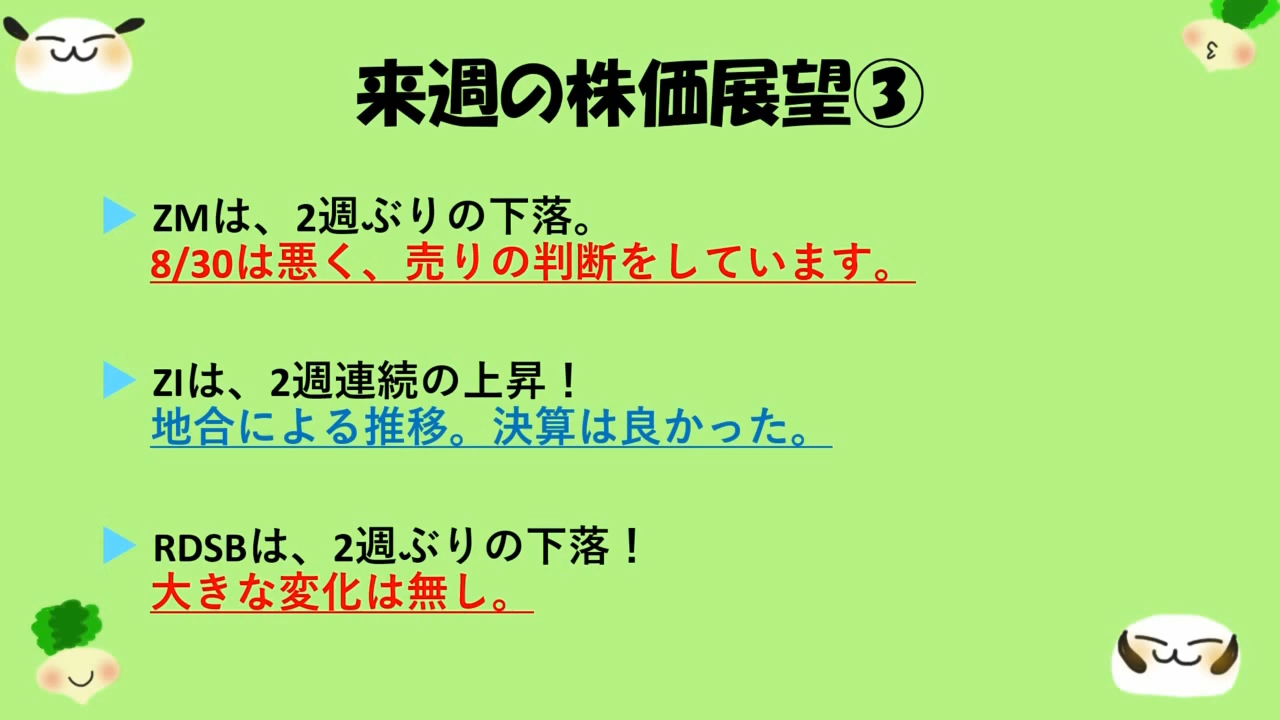 来週の株価展望③
ZMは、2週ぶりの下落。
8/30は悪く、売りの判断をしています。
ZIは、2週連続の上昇！
地合による推移。決算は良かった。
RDSBは、2週ぶりの下落！
大きな変化は無し。